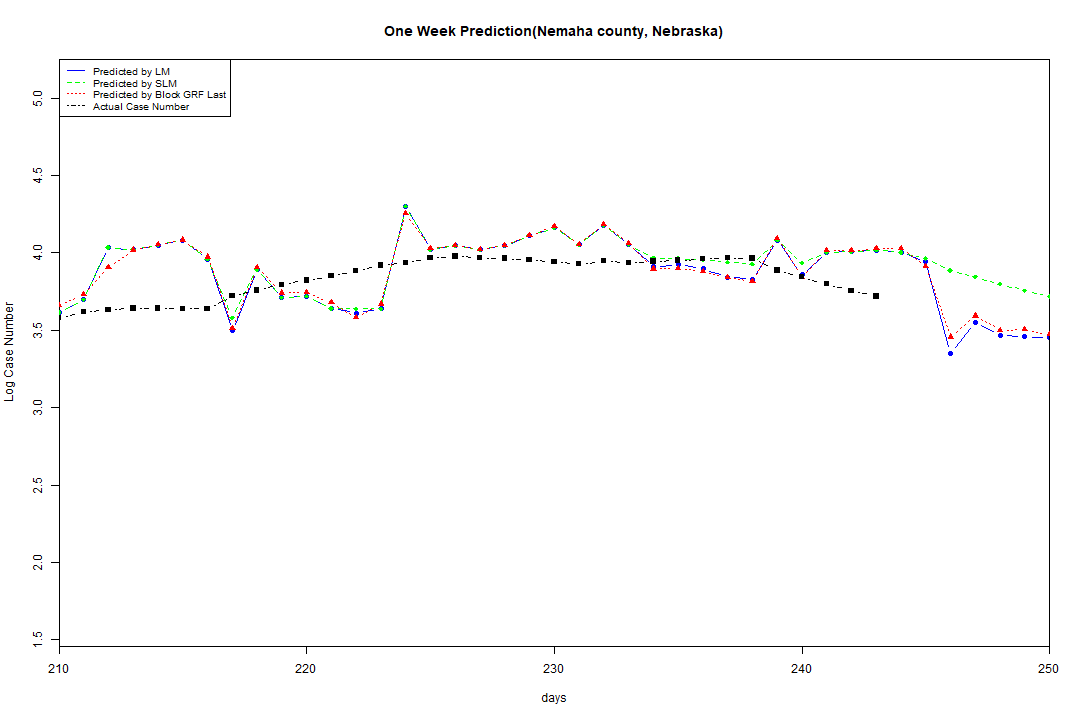 One Week Prediction(Nemaha county, Nebraska)
Predicted by LM
Predicted by SLM
Predicted by Block GRF Last
Actual Case Number
5.0
4.5
4.0
3.5
3.0
2.5
2.0
1.5
Log Case Number
210 220 230 240 250
days